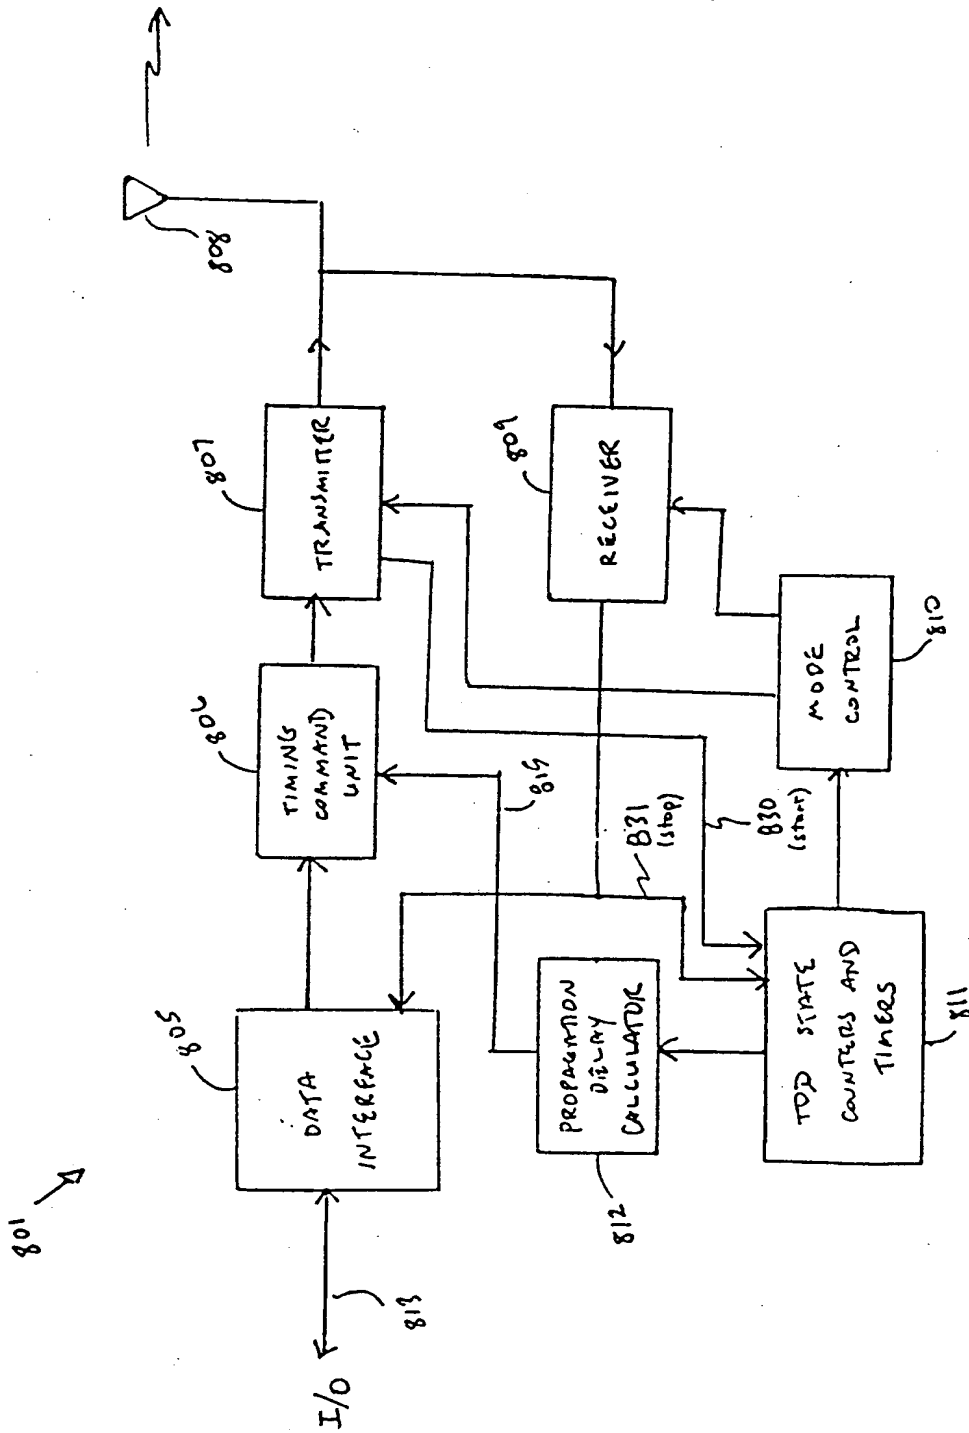 801
I/O
813
805
DATA
INTERFACE
806
TIMING
COMMAND
UNIT
807
TRANSMITTER
808
815
812
PROPAGATION
DELAY
CALCULATOR
831
(stop)
830
(start)
809
RECEIVER
811
TDD STATE
COUNTERS AND
TIMERS
MODE
CONTROL
810